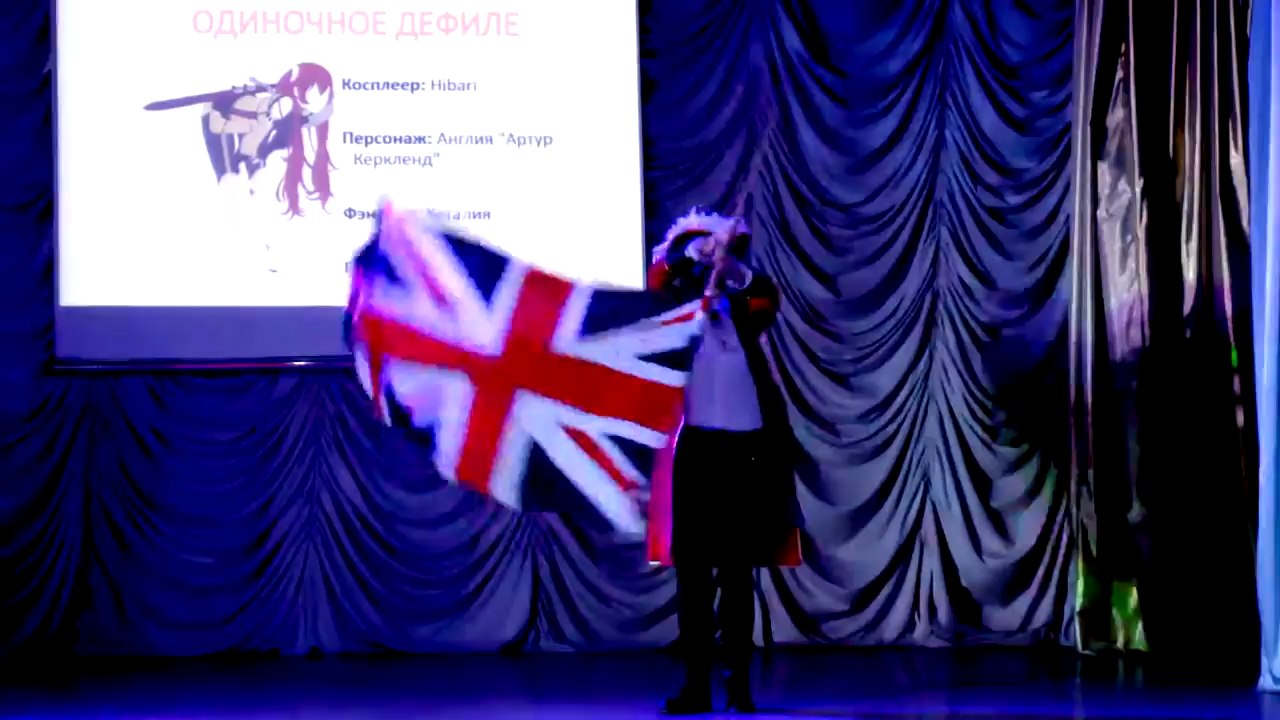 ОДИНОЧНОЕ ДЕФИЛЕ
Косплеер: Hibari
Персонаж: Англия "Артур
Керкленд"